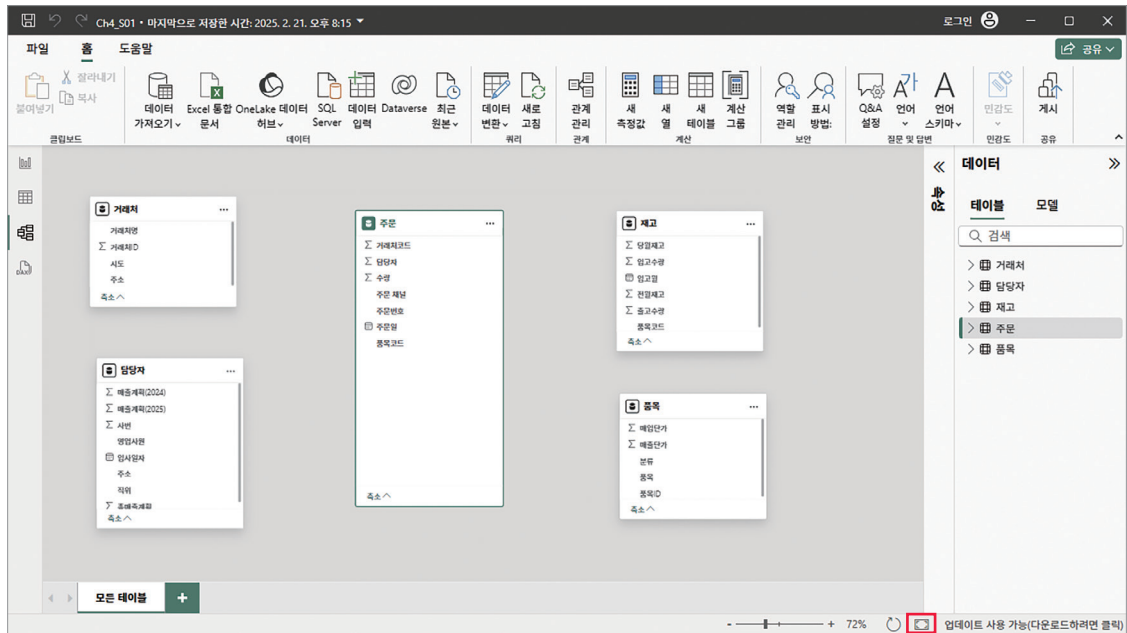 Ch4_S01 • 마지막으로 저장한 시간: 2025. 2. 21. 오후 8:15
로그인
파일 홈 도움말
공유
붙여넣기 잘라내기 복사
클립보드
데이터 가져오기
Excel 통합 문서
OneLake 데이터 허브
SQL Server
데이터 입력
Dataverse
최근 원본
데이터
데이터 변환
새로 고침
쿼리
관계 관리
관계
새 측정값
새 열
새 테이블
계산 그룹
계산
역할 관리
표시 방법:
보안
Q&A 설정
언어
언어 스키마
질문 및 답변
민감도
민감도
게시
공유
거래처
거래처명
거래처ID
시도
주소
축소
담당자
매출계획(2024)
매출계획(2025)
사번
영업사원
입사일자
주소
직위
총매출계획
축소
주문
거래처코드
담당자
수량
주문 채널
주문번호
주문일
품목코드
축소
재고
당월재고
입고수량
입고월
전월재고
출고수량
품목코드
축소
품목
매입단가
매출단가
분류
품목
품목ID
축소
속성
데이터
테이블 모델
검색
거래처
담당자
재고
주문
품목
모든 테이블
- + 72%
업데이트 사용 가능(다운로드하려면 클릭)